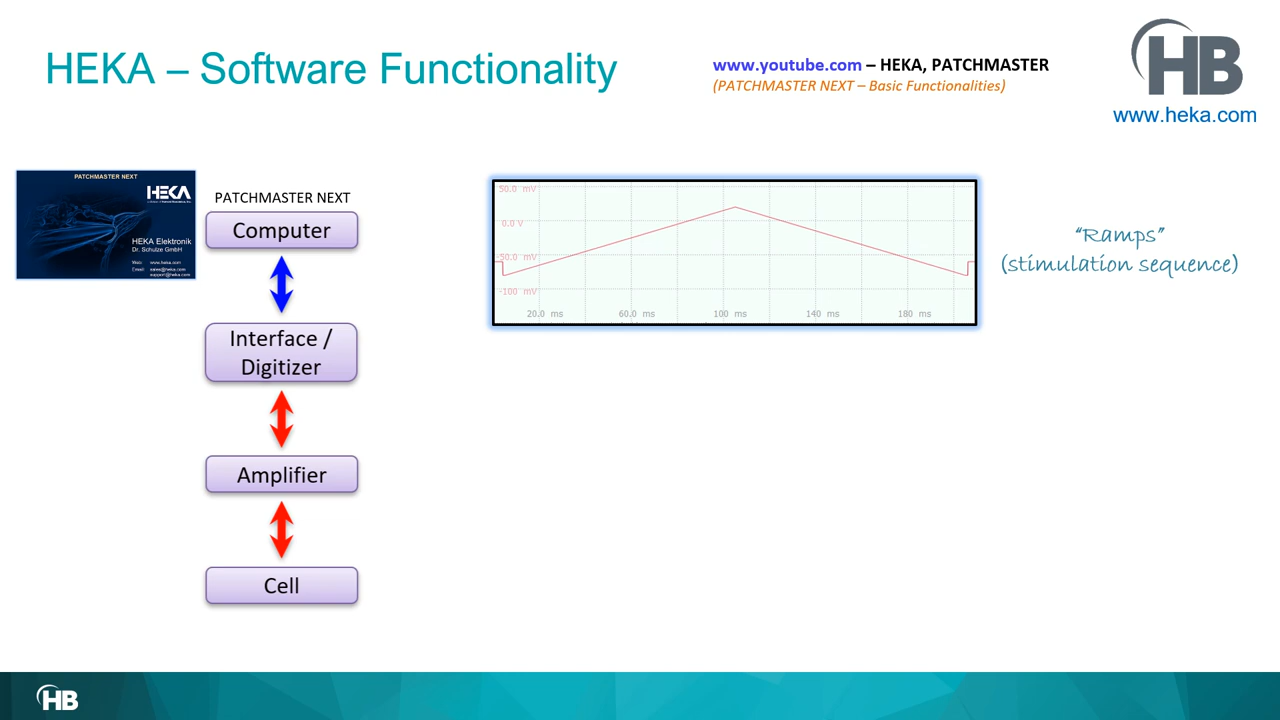 HEKA – Software Functionality
www.youtube.com – HEKA, PATCHMASTER
(PATCHMASTER NEXT – Basic Functionalities)
HB
www.heka.com
PATCHMASTER NEXT
HEKA
HEKA Elektronik
Dr. Schulze GmbH
Web: www.heka.com
Email: sales@heka.com
support@heka.com
PATCHMASTER NEXT
Computer
Interface /
Digitizer
Amplifier
Cell
50.0 mV
0.0 V
-50.0 mV
-100 mV
20.0 ms 60.0 ms 100 ms 140 ms 180 ms
“Ramps”
(stimulation sequence)
HB